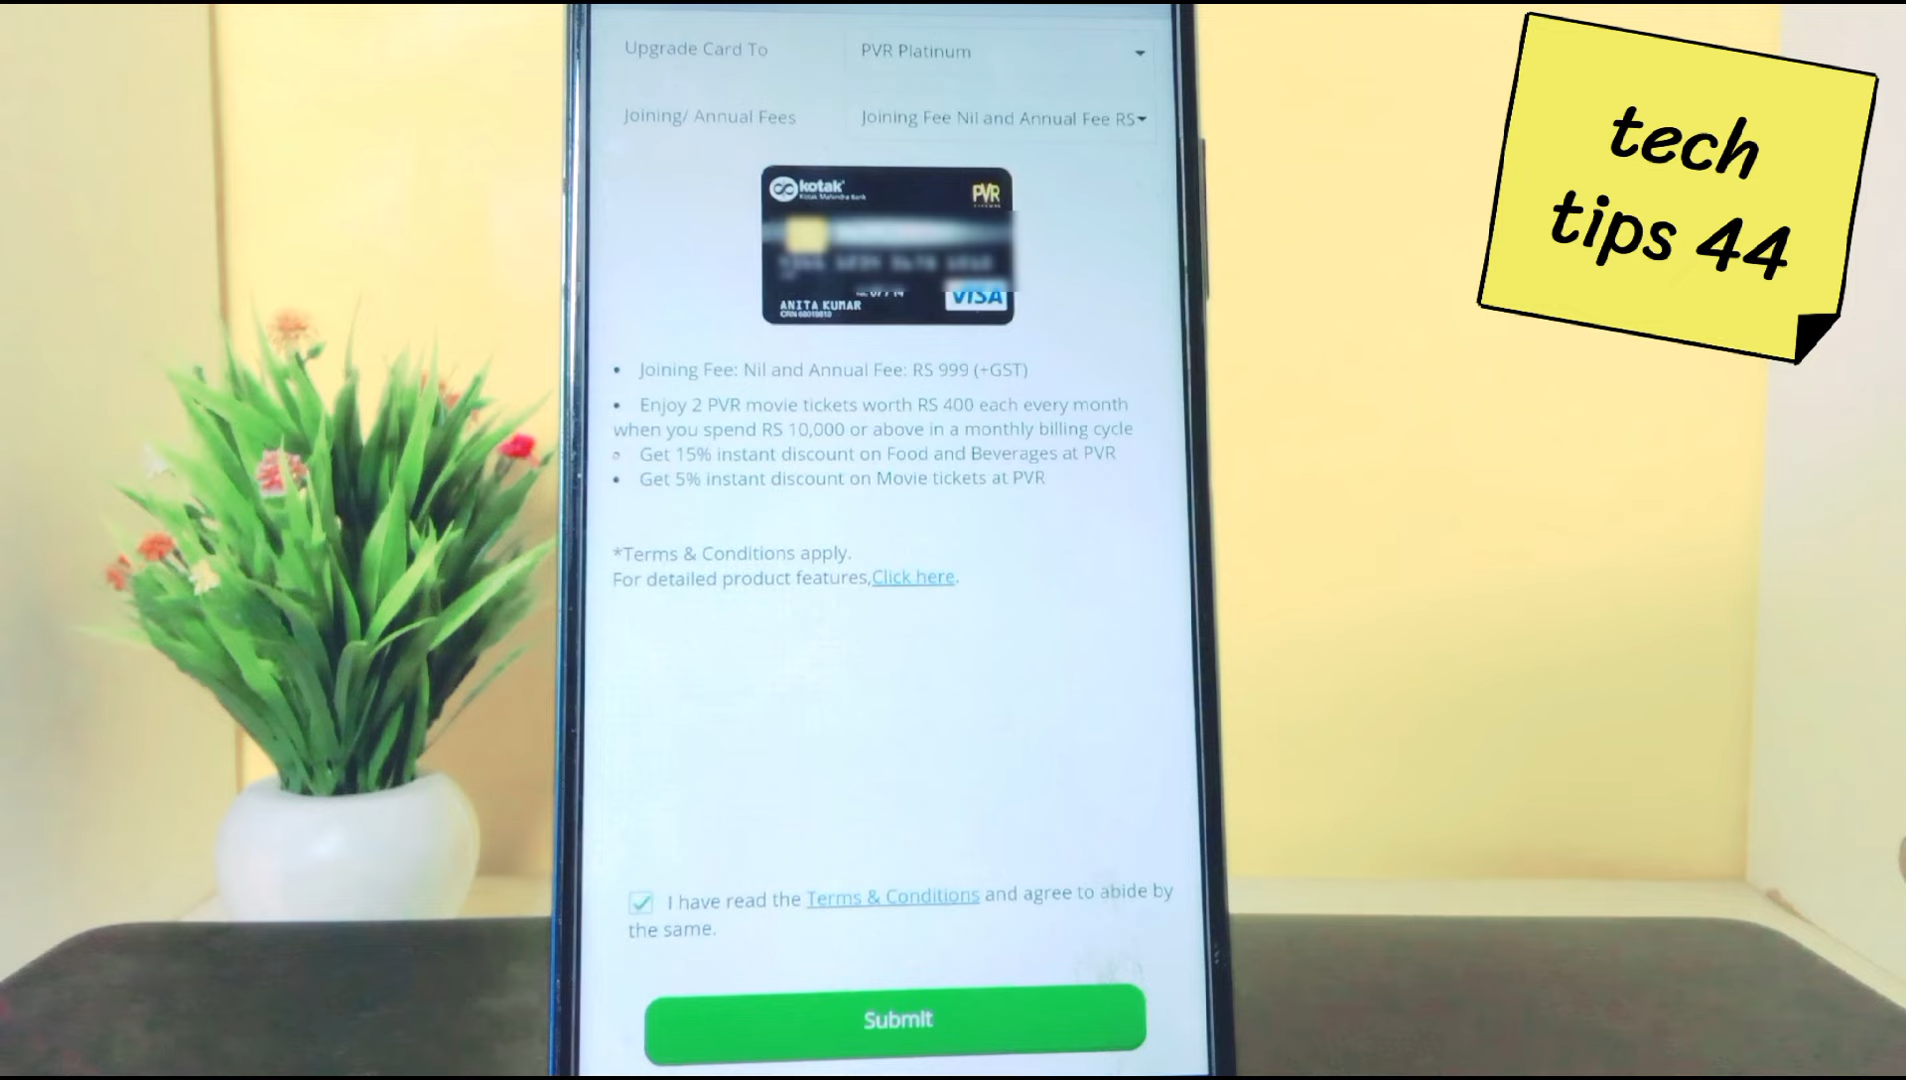 tech
tips 44
Upgrade Card To PVR Platinum
Joining/ Annual Fees Joining Fee Nil and Annual Fee RS
kotak
Kotak Mahindra Bank
PVR
ANITA KUMAR
VISA
• Joining Fee: Nil and Annual Fee: RS 999 (+GST)
• Enjoy 2 PVR movie tickets worth RS 400 each every month
when you spend RS 10,000 or above in a monthly billing cycle
• Get 15% instant discount on Food and Beverages at PVR
• Get 5% instant discount on Movie tickets at PVR
*Terms & Conditions apply.
For detailed product features,Click here.
I have read the Terms & Conditions and agree to abide by
the same.
Submit